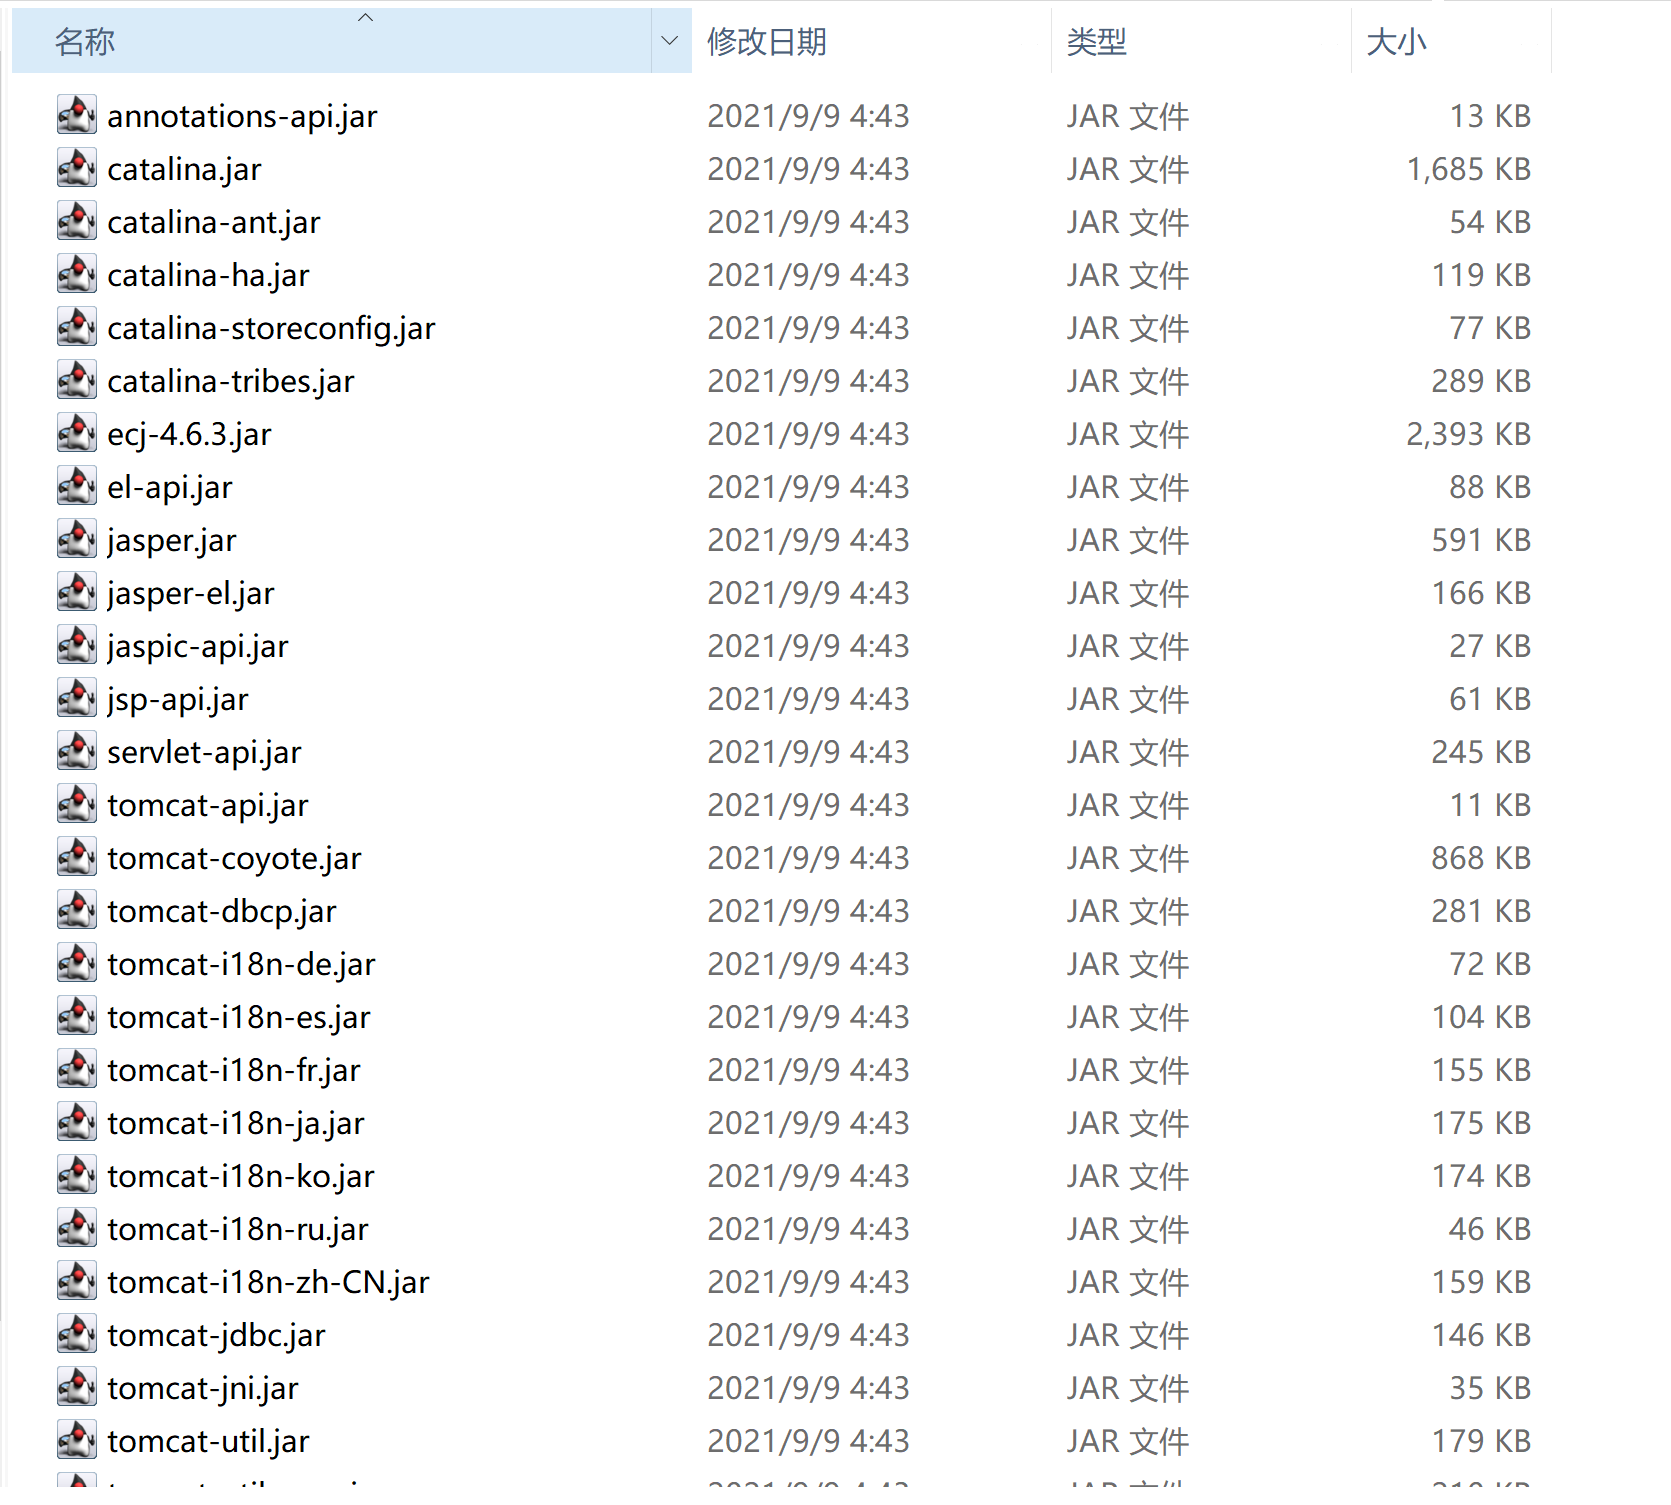 名称 修改日期 类型 大小
annotations-api.jar 2021/9/9 4:43 JAR 文件 13 KB
catalina.jar 2021/9/9 4:43 JAR 文件 1,685 KB
catalina-ant.jar 2021/9/9 4:43 JAR 文件 54 KB
catalina-ha.jar 2021/9/9 4:43 JAR 文件 119 KB
catalina-storeconfig.jar 2021/9/9 4:43 JAR 文件 77 KB
catalina-tribes.jar 2021/9/9 4:43 JAR 文件 289 KB
ecj-4.6.3.jar 2021/9/9 4:43 JAR 文件 2,393 KB
el-api.jar 2021/9/9 4:43 JAR 文件 88 KB
jasper.jar 2021/9/9 4:43 JAR 文件 591 KB
jasper-el.jar 2021/9/9 4:43 JAR 文件 166 KB
jaspic-api.jar 2021/9/9 4:43 JAR 文件 27 KB
jsp-api.jar 2021/9/9 4:43 JAR 文件 61 KB
servlet-api.jar 2021/9/9 4:43 JAR 文件 245 KB
tomcat-api.jar 2021/9/9 4:43 JAR 文件 11 KB
tomcat-coyote.jar 2021/9/9 4:43 JAR 文件 868 KB
tomcat-dbcp.jar 2021/9/9 4:43 JAR 文件 281 KB
tomcat-i18n-de.jar 2021/9/9 4:43 JAR 文件 72 KB
tomcat-i18n-es.jar 2021/9/9 4:43 JAR 文件 104 KB
tomcat-i18n-fr.jar 2021/9/9 4:43 JAR 文件 155 KB
tomcat-i18n-ja.jar 2021/9/9 4:43 JAR 文件 175 KB
tomcat-i18n-ko.jar 2021/9/9 4:43 JAR 文件 174 KB
tomcat-i18n-ru.jar 2021/9/9 4:43 JAR 文件 46 KB
tomcat-i18n-zh-CN.jar 2021/9/9 4:43 JAR 文件 159 KB
tomcat-jdbc.jar 2021/9/9 4:43 JAR 文件 146 KB
tomcat-jni.jar 2021/9/9 4:43 JAR 文件 35 KB
tomcat-util.jar 2021/9/9 4:43 JAR 文件 179 KB